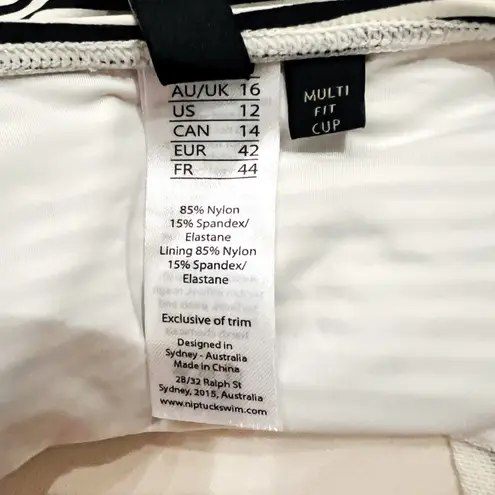 AU/UK 16
US 12
CAN 14
EUR 42
FR 44
MULTI
FIT
CUP
85% Nylon
15% Spandex/
Elastane
Lining 85% Nylon
15% Spandex/
Elastane
Exclusive of trim
Designed in
Sydney - Australia
Made in China
2B/32 Ralph St
Sydney, 2015, Australia
www.niptuckswim.com